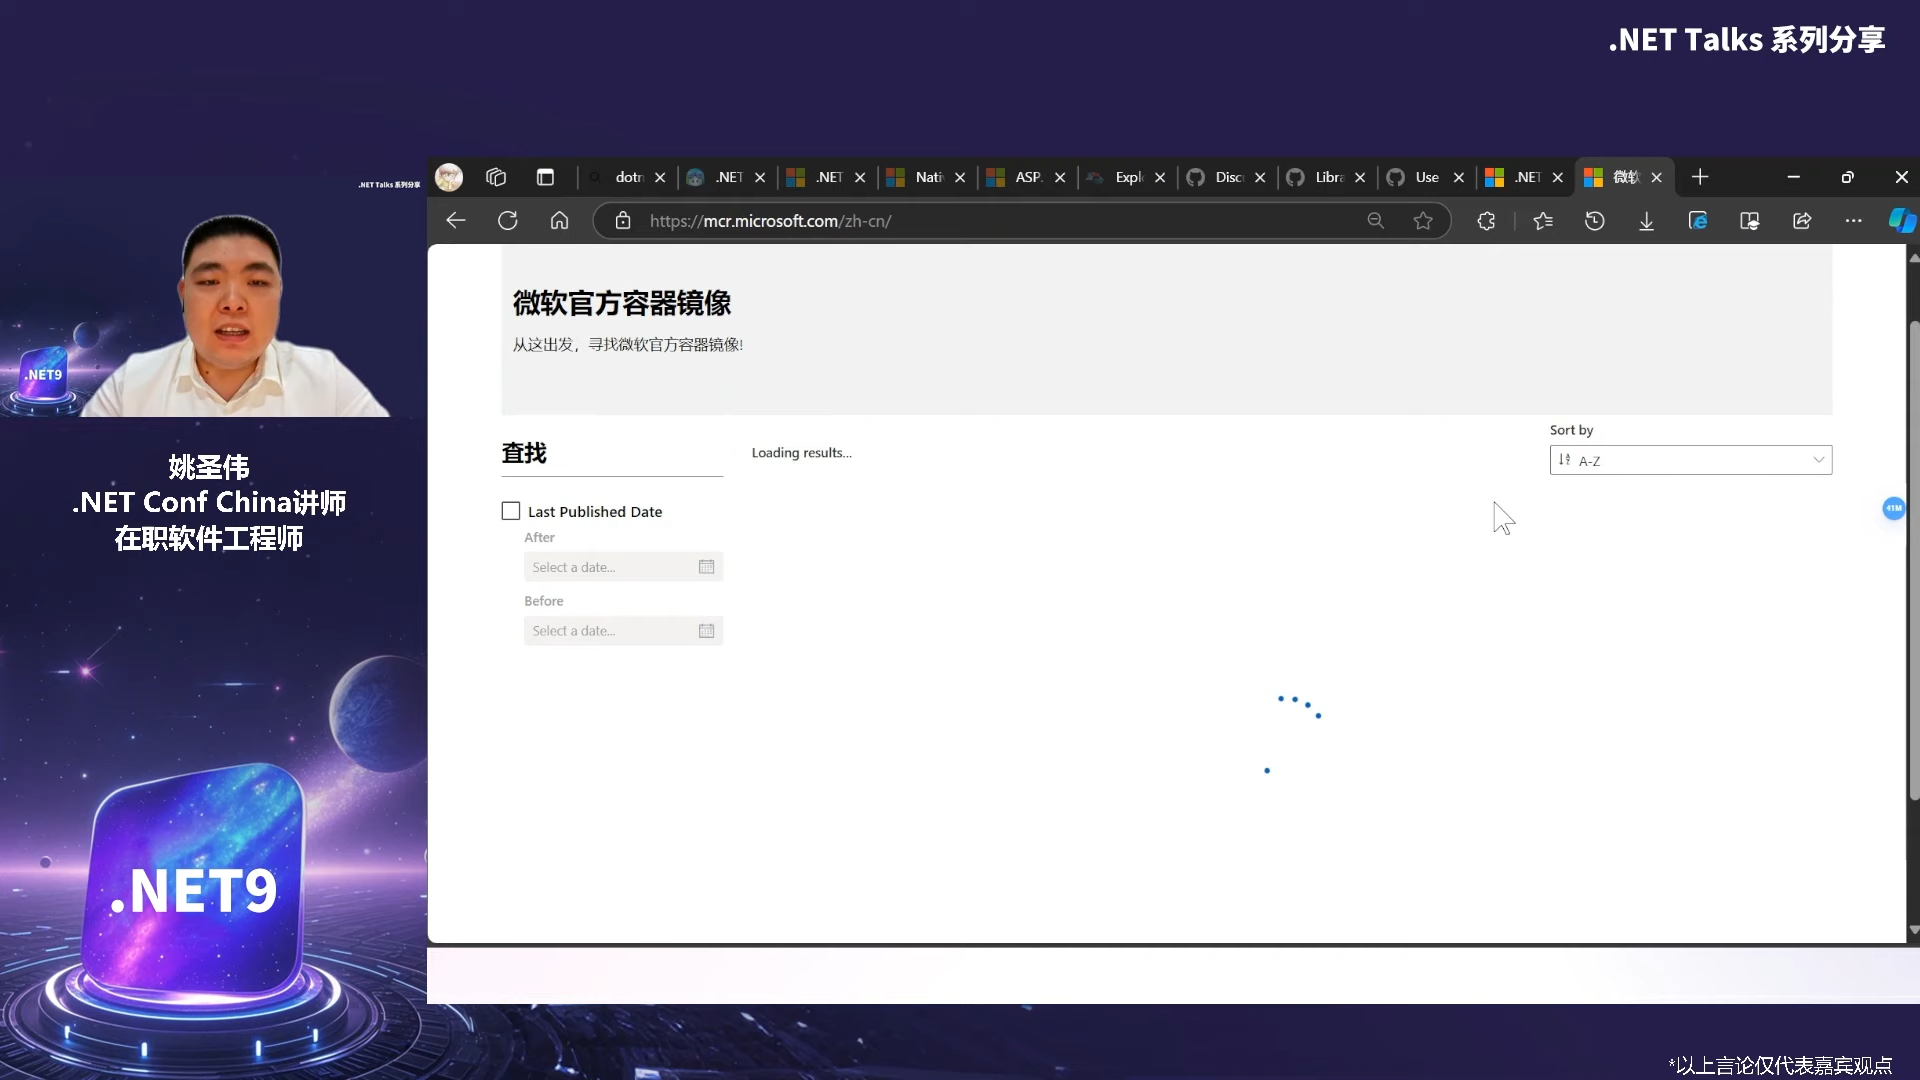 .NET Talks 系列分享
.NET Talks 系列分享
.NET9
姚圣伟
.NET Conf China讲师
在职软件工程师
.NET9
dotn
.NET
.NET
Nati
ASP.
Expl
Disc
Libra
Use
.NET
微软
https://mcr.microsoft.com/zh-cn/
微软官方容器镜像
从这出发，寻找微软官方容器镜像!
查找
Loading results...
Sort by
A-Z
Last Published Date
After
Select a date...
Before
Select a date...
41M
*以上言论仅代表嘉宾观点